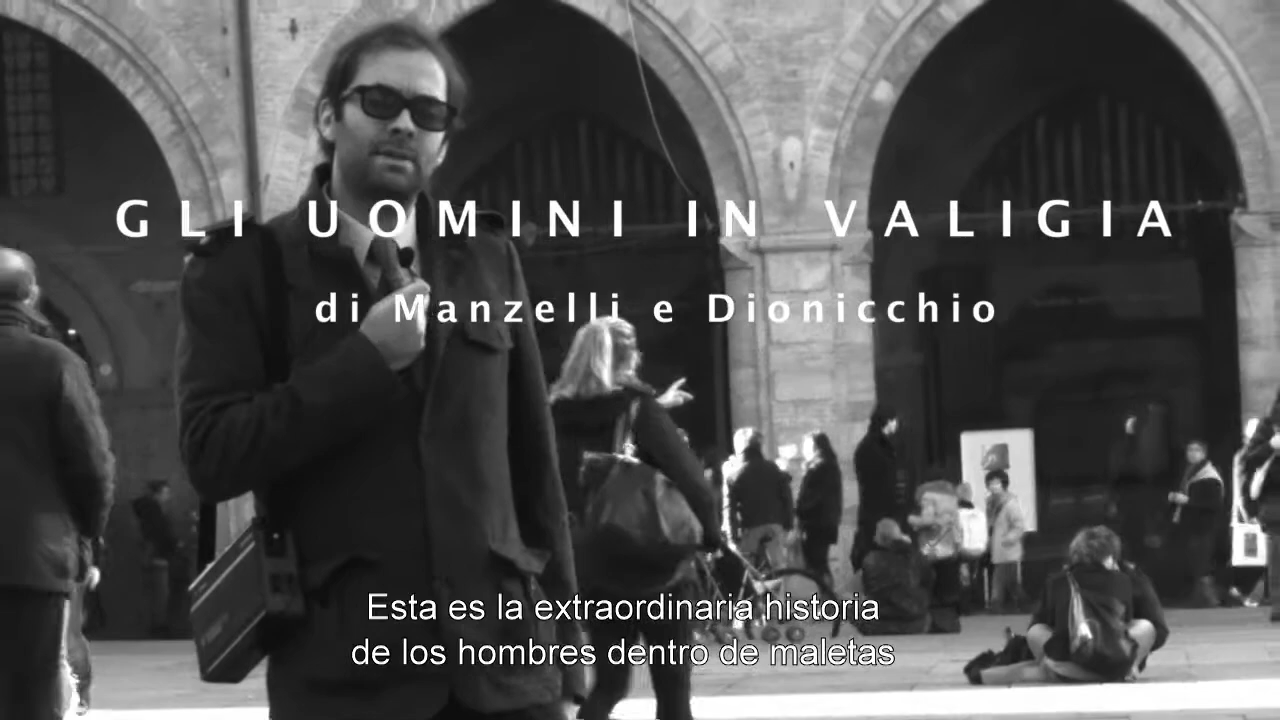 GLI UOMINI IN VALIGIA
di Manzelli e Dionicchio
Esta es la extraordinaria historia
de los hombres dentro de maletas